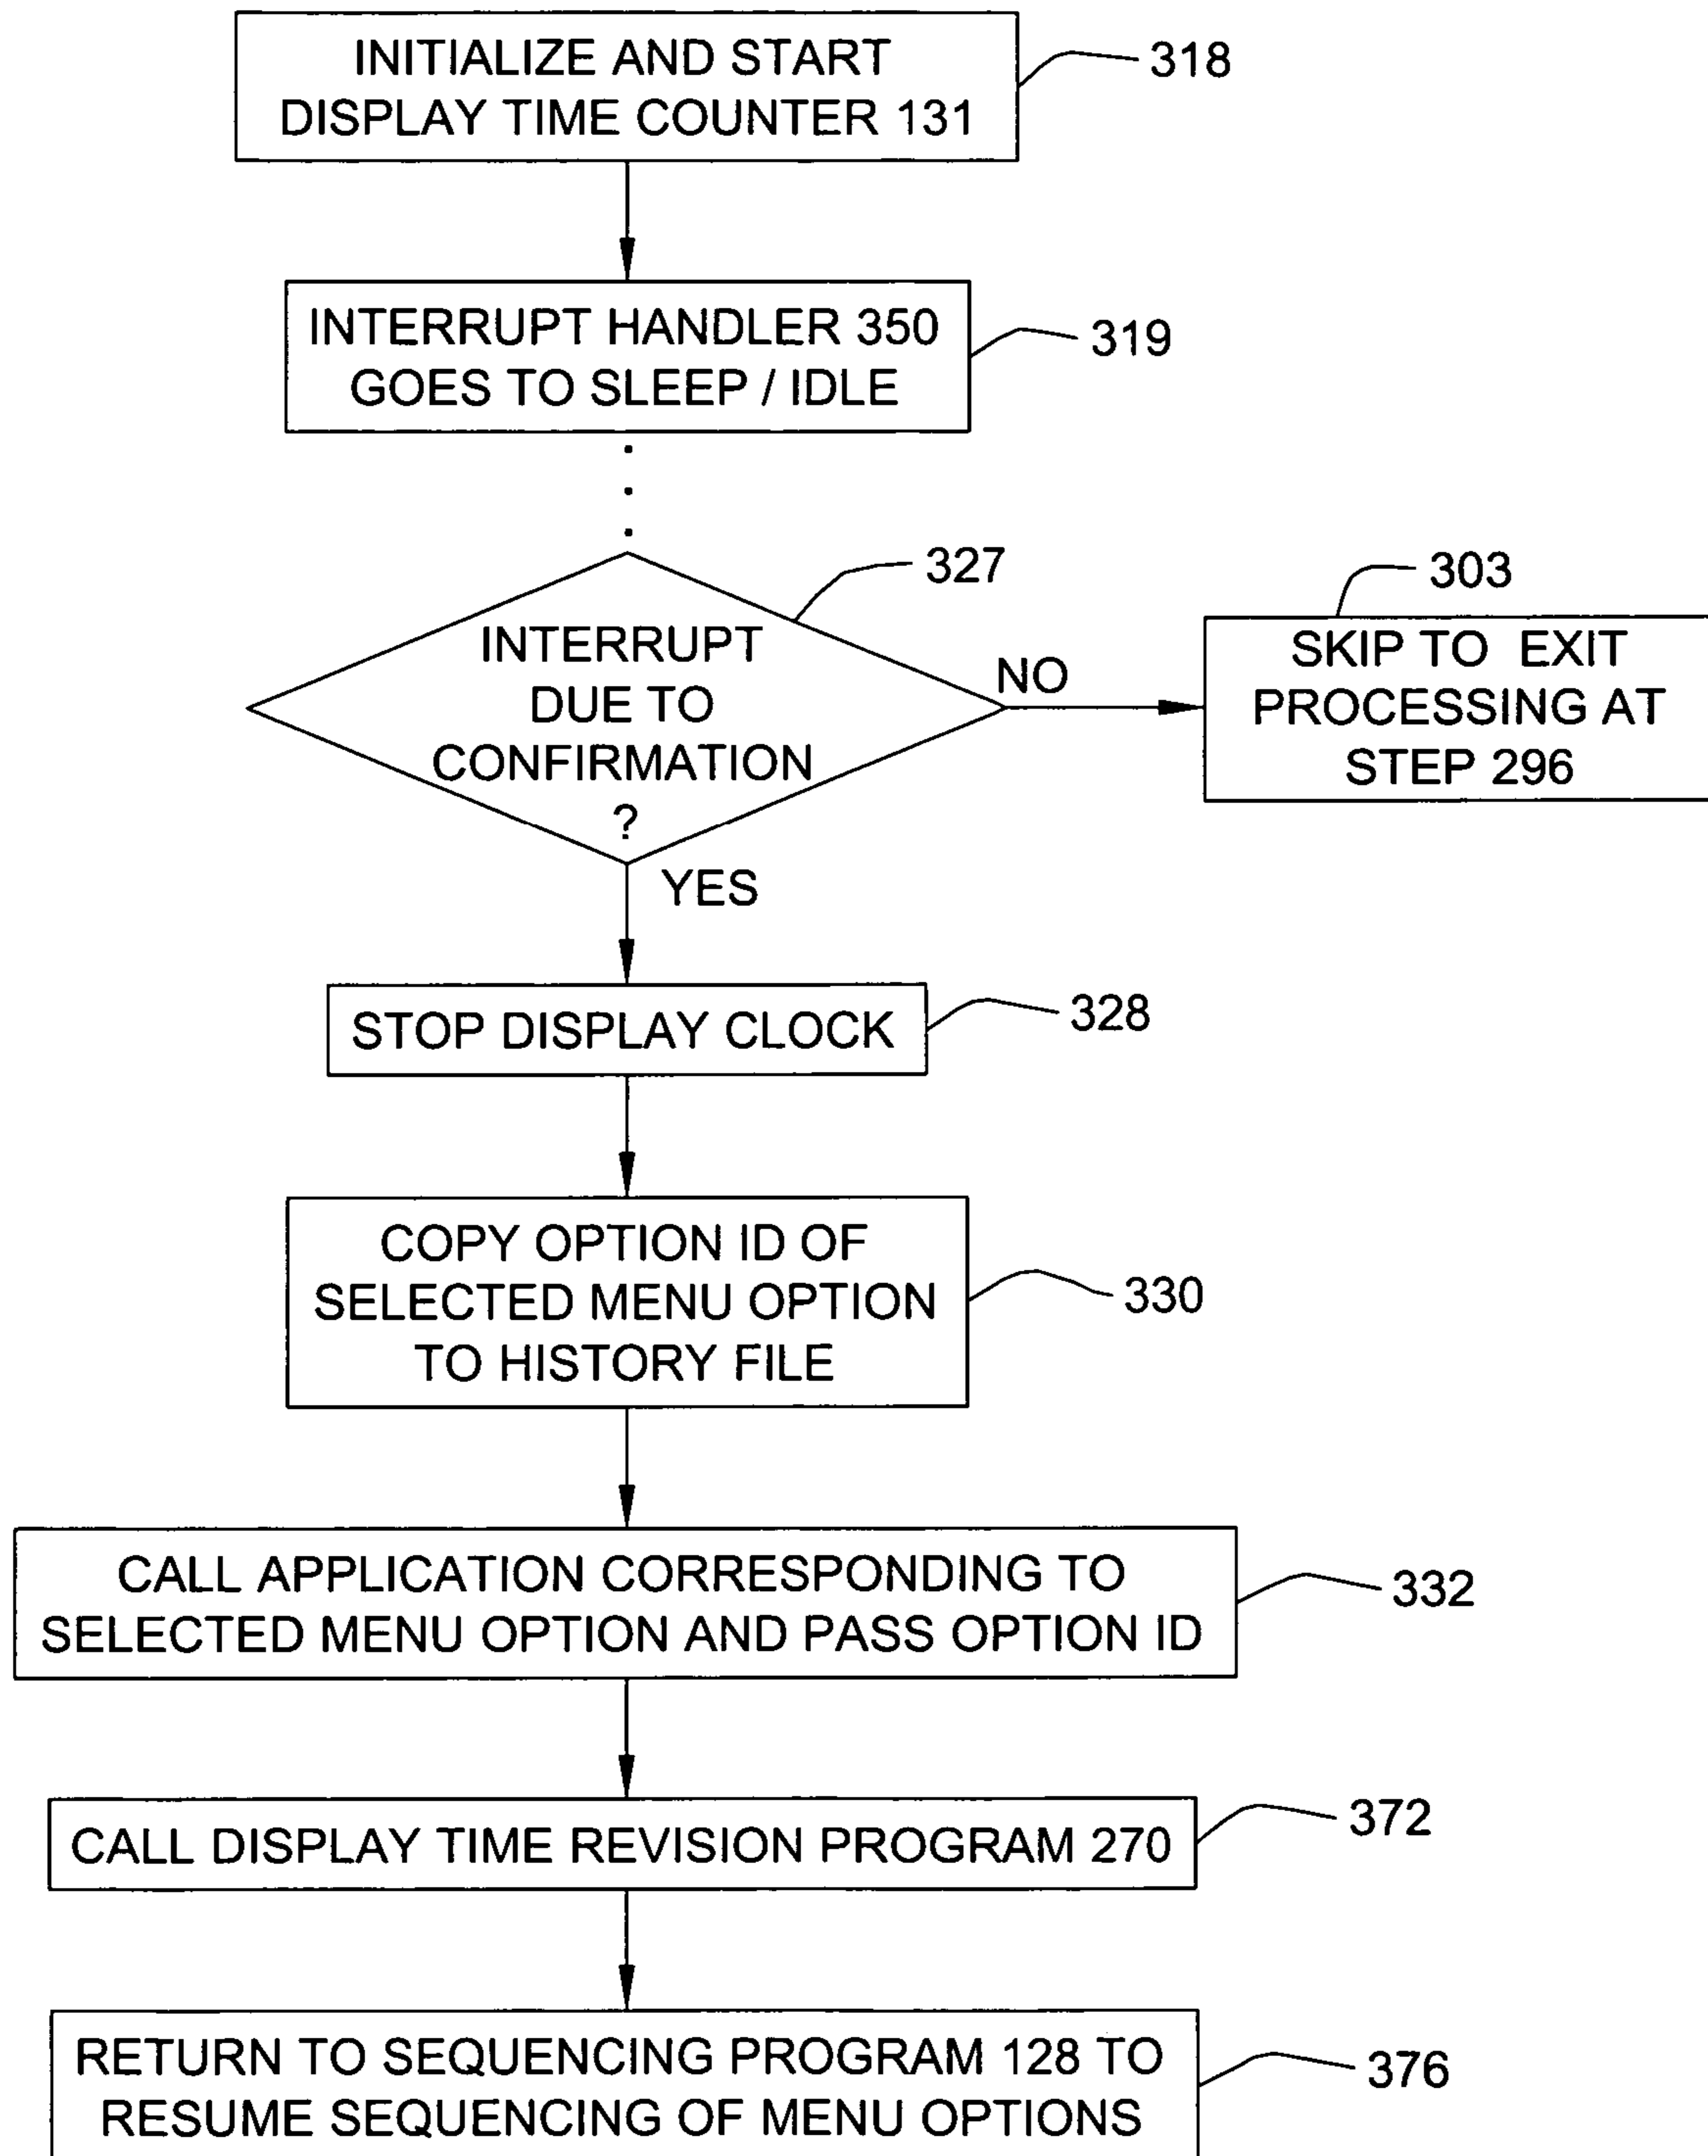 INITIALIZE AND START
DISPLAY TIME COUNTER 131
318
INTERRUPT HANDLER 350
GOES TO SLEEP / IDLE
319
327
INTERRUPT
DUE TO
CONFIRMATION
?
NO
303
SKIP TO EXIT
PROCESSING AT
STEP 296
YES
STOP DISPLAY CLOCK
328
COPY OPTION ID OF
SELECTED MENU OPTION
TO HISTORY FILE
330
CALL APPLICATION CORRESPONDING TO
SELECTED MENU OPTION AND PASS OPTION ID
332
CALL DISPLAY TIME REVISION PROGRAM 270
372
RETURN TO SEQUENCING PROGRAM 128 TO
RESUME SEQUENCING OF MENU OPTIONS
376